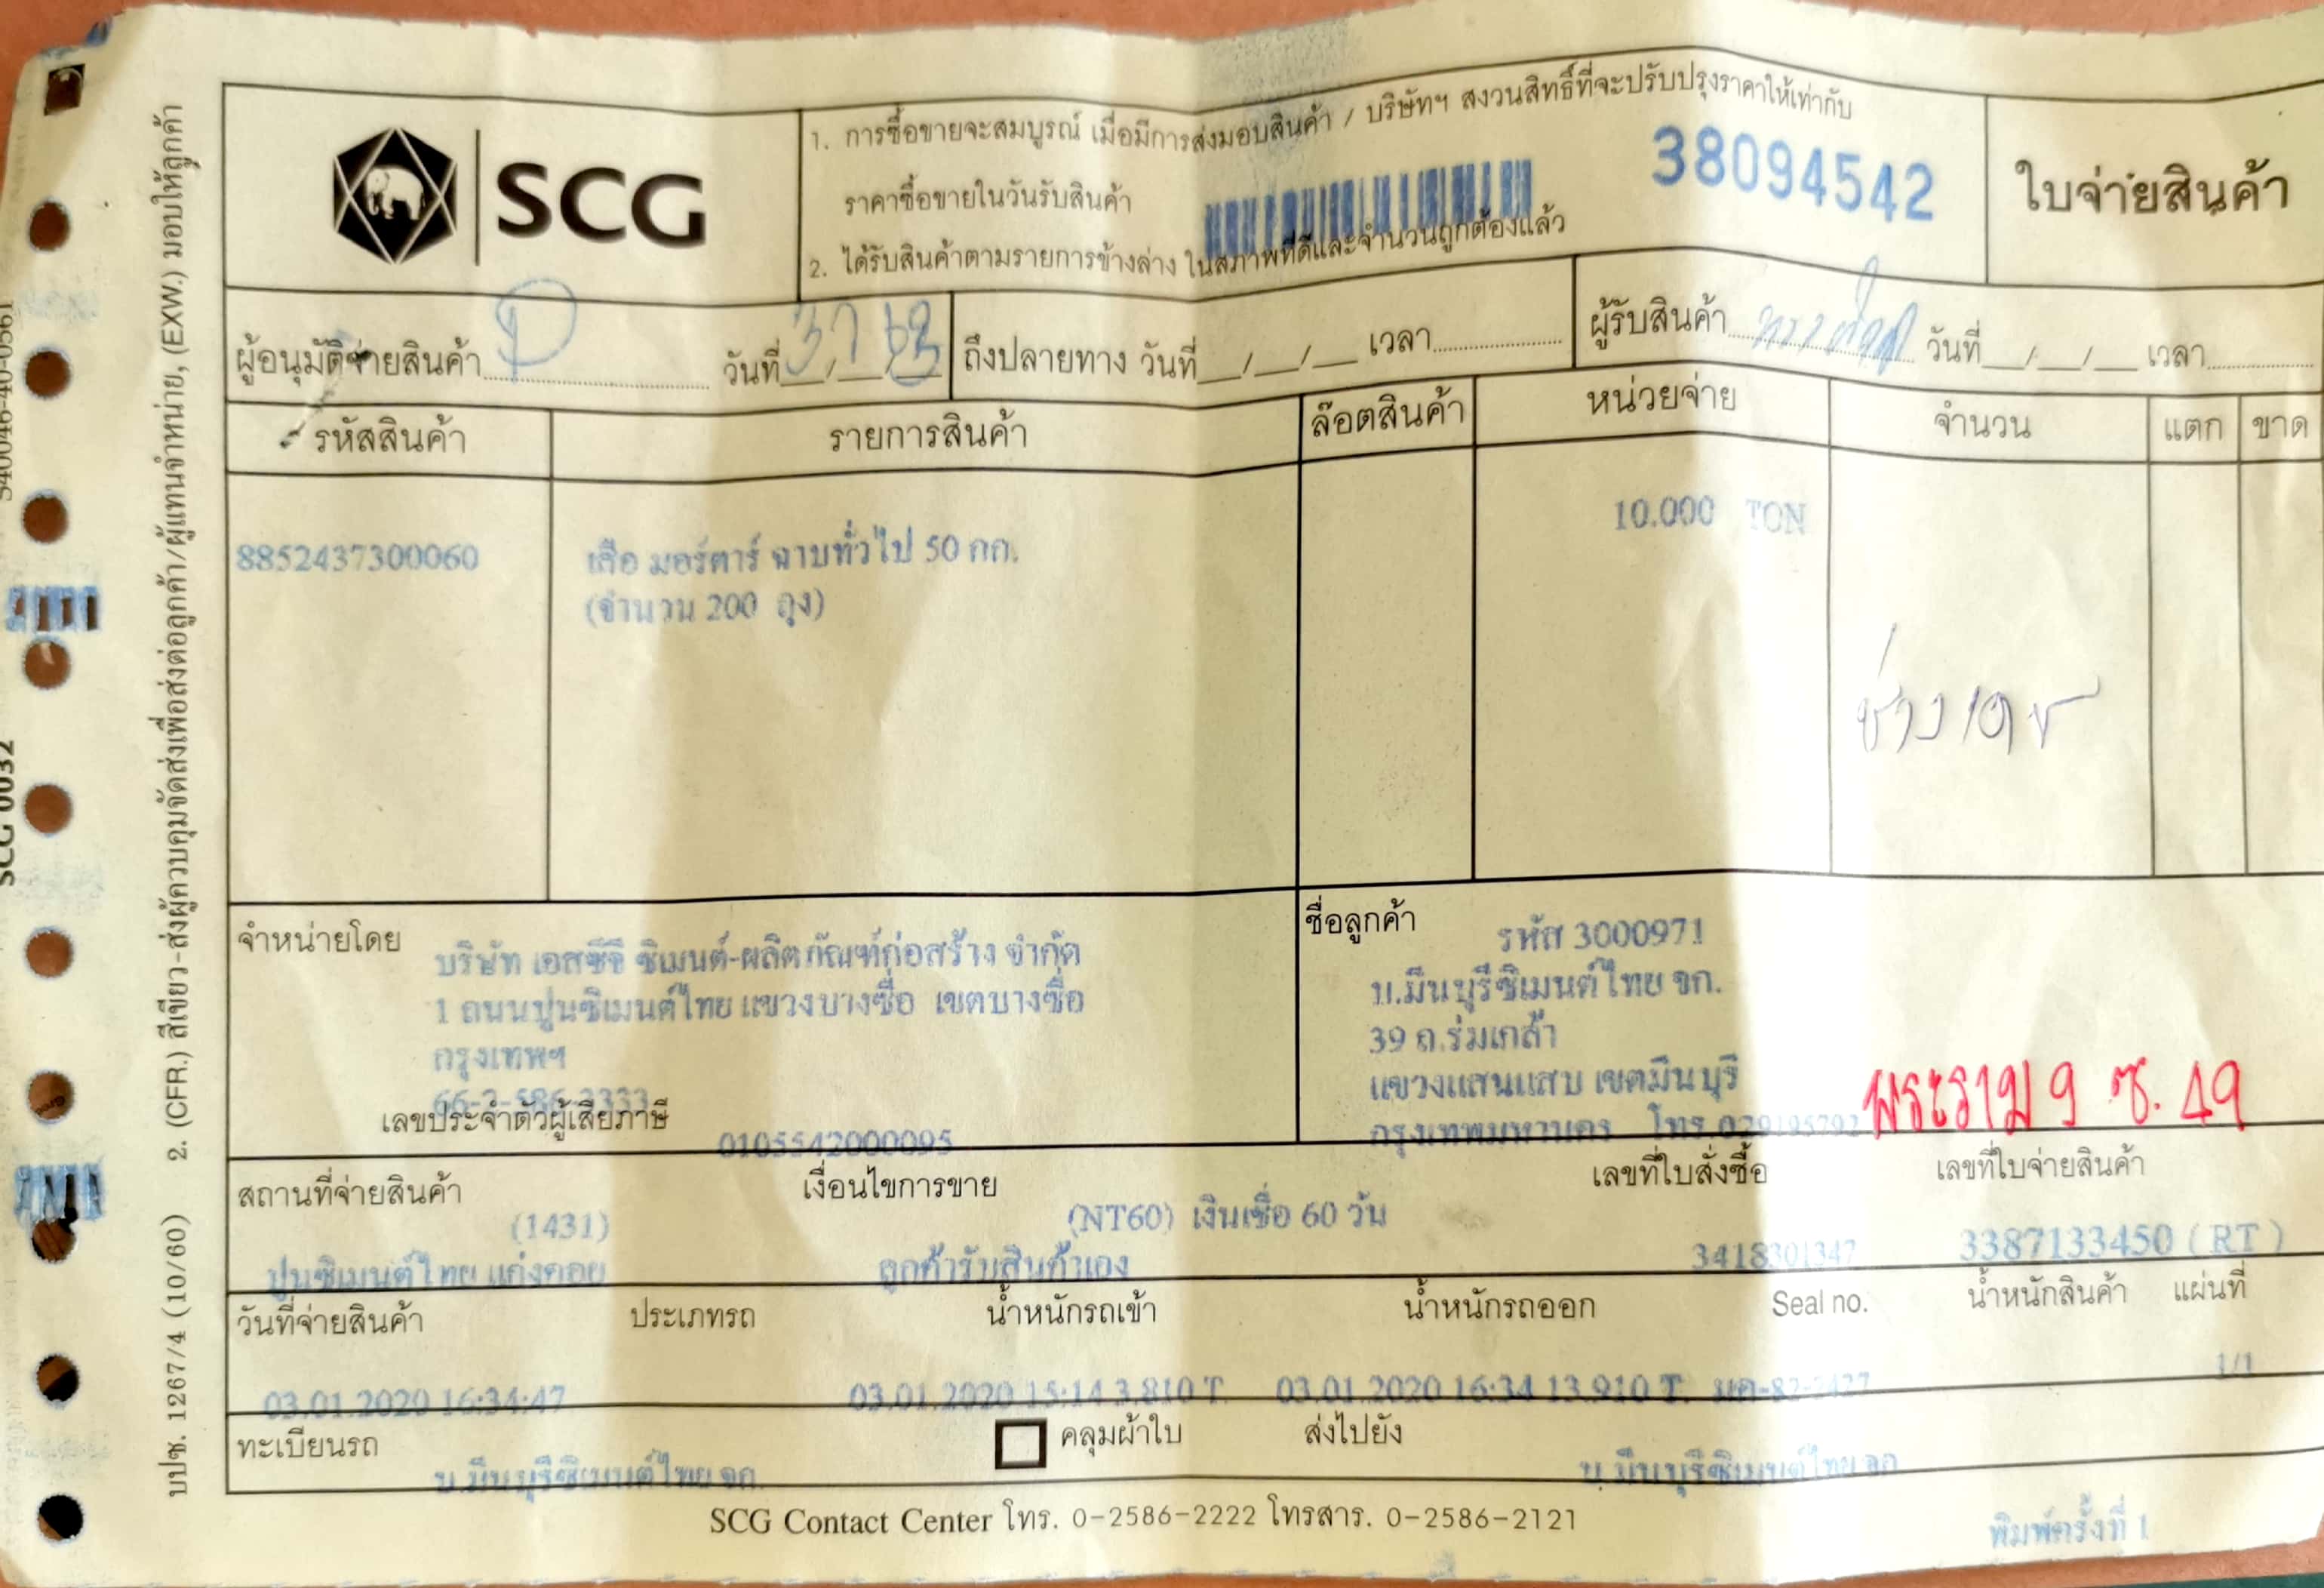 SCG
1. การซื้อขายจะสมบูรณ์ เมื่อมีการส่งมอบสินค้า / บริษัทฯ สงวนสิทธิ์ที่จะปรับปรุงราคาให้เท่ากับ
ราคาซื้อขายในวันรับสินค้า
38094542
2. ได้รับสินค้าตามรายการข้างล่าง ในสภาพที่ดีและจำนวนถูกต้องแล้ว
ใบจ่ายสินค้า
ผู้อนุมัติจ่ายสินค้า วันที่ ถึงปลายทาง วันที่ __/__/__ เวลา ผู้รับสินค้า วันที่ __/__/__ เวลา
รหัสสินค้า รายการสินค้า ล๊อตสินค้า หน่วยจ่าย จำนวน แตก ขาด
8852437300060 เสือ มอร์ตาร์ ฉาบทั่วไป 50 กก. 10.000 TON
(จำนวน 200 ถุง)
ช่างเดช
จำหน่ายโดย
บริษัท เอสซีจี ซิเมนต์-ผลิตภัณฑ์ก่อสร้าง จำกัด
1 ถนนปูนซิเมนต์ไทย แขวงบางซื่อ เขตบางซื่อ
กรุงเทพฯ
66-2-586-3333
เลขประจำตัวผู้เสียภาษี 0105542000095
ชื่อลูกค้า รหัส 3000971
บ.มีนบุรีซิเมนต์ไทย จก.
39 ถ.ร่มเกล้า
แขวงแสนแสบ เขตมีนบุรี
กรุงเทพมหานคร โทร
พระราม 9 ซ. 49
สถานที่จ่ายสินค้า เงื่อนไขการขาย เลขที่ใบสั่งซื้อ เลขที่ใบจ่ายสินค้า
(1431) (NT60) เงินเชื่อ 60 วัน
ปูนซิเมนต์ไทย แก่งคอย ลูกค้ารับสินค้าเอง 3418301347 3387133450 ( RT )
วันที่จ่ายสินค้า ประเภทรถ น้ำหนักรถเข้า น้ำหนักรถออก Seal no. น้ำหนักสินค้า แผ่นที่
03.01.2020 16:34:47 03.01.2020 15:14 3.810 T. 03.01.2020 16:34 13.910 T. 1/1
ทะเบียนรถ บ.มีนบุรีซิเมนต์ไทย จก. คลุมผ้าใบ ส่งไปยัง บ.มีนบุรีซิเมนต์ไทย จก.
SCG Contact Center โทร. 0-2586-2222 โทรสาร. 0-2586-2121
พิมพ์ครั้งที่ 1
บปซ. 1267/4 (10/60) 2. (CFR.) สีเขียว-ส่งผู้ควบคุมจัดส่งเพื่อส่งต่อลูกค้า/ผู้แทนจำหน่าย, (EXW.) มอบให้ลูกค้า
SCG 0032